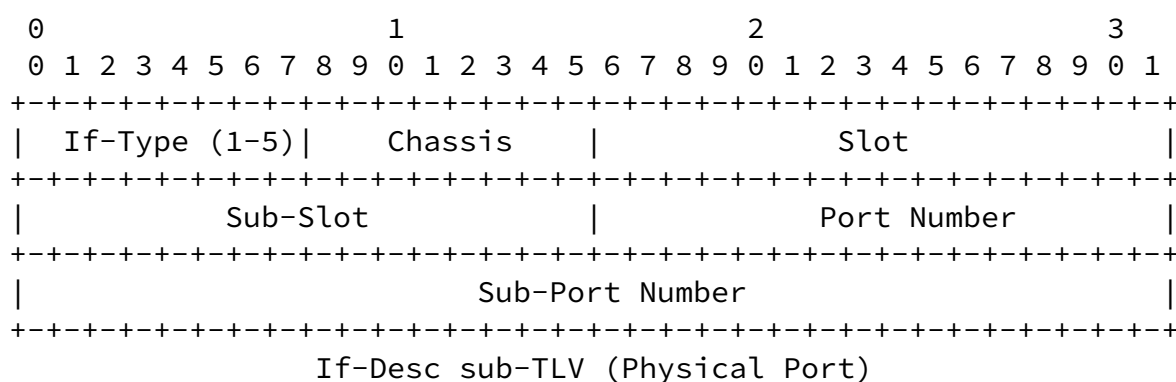 0                   1                   2                   3
 0 1 2 3 4 5 6 7 8 9 0 1 2 3 4 5 6 7 8 9 0 1 2 3 4 5 6 7 8 9 0 1
+-+-+-+-+-+-+-+-+-+-+-+-+-+-+-+-+-+-+-+-+-+-+-+-+-+-+-+-+-+-+-+-+
|  If-Type (1-5)|    Chassis    |             Slot              |
+-+-+-+-+-+-+-+-+-+-+-+-+-+-+-+-+-+-+-+-+-+-+-+-+-+-+-+-+-+-+-+-+
|           Sub-Slot            |            Port Number        |
+-+-+-+-+-+-+-+-+-+-+-+-+-+-+-+-+-+-+-+-+-+-+-+-+-+-+-+-+-+-+-+-+
|                         Sub-Port Number                       |
+-+-+-+-+-+-+-+-+-+-+-+-+-+-+-+-+-+-+-+-+-+-+-+-+-+-+-+-+-+-+-+-+
                If-Desc sub-TLV (Physical Port)